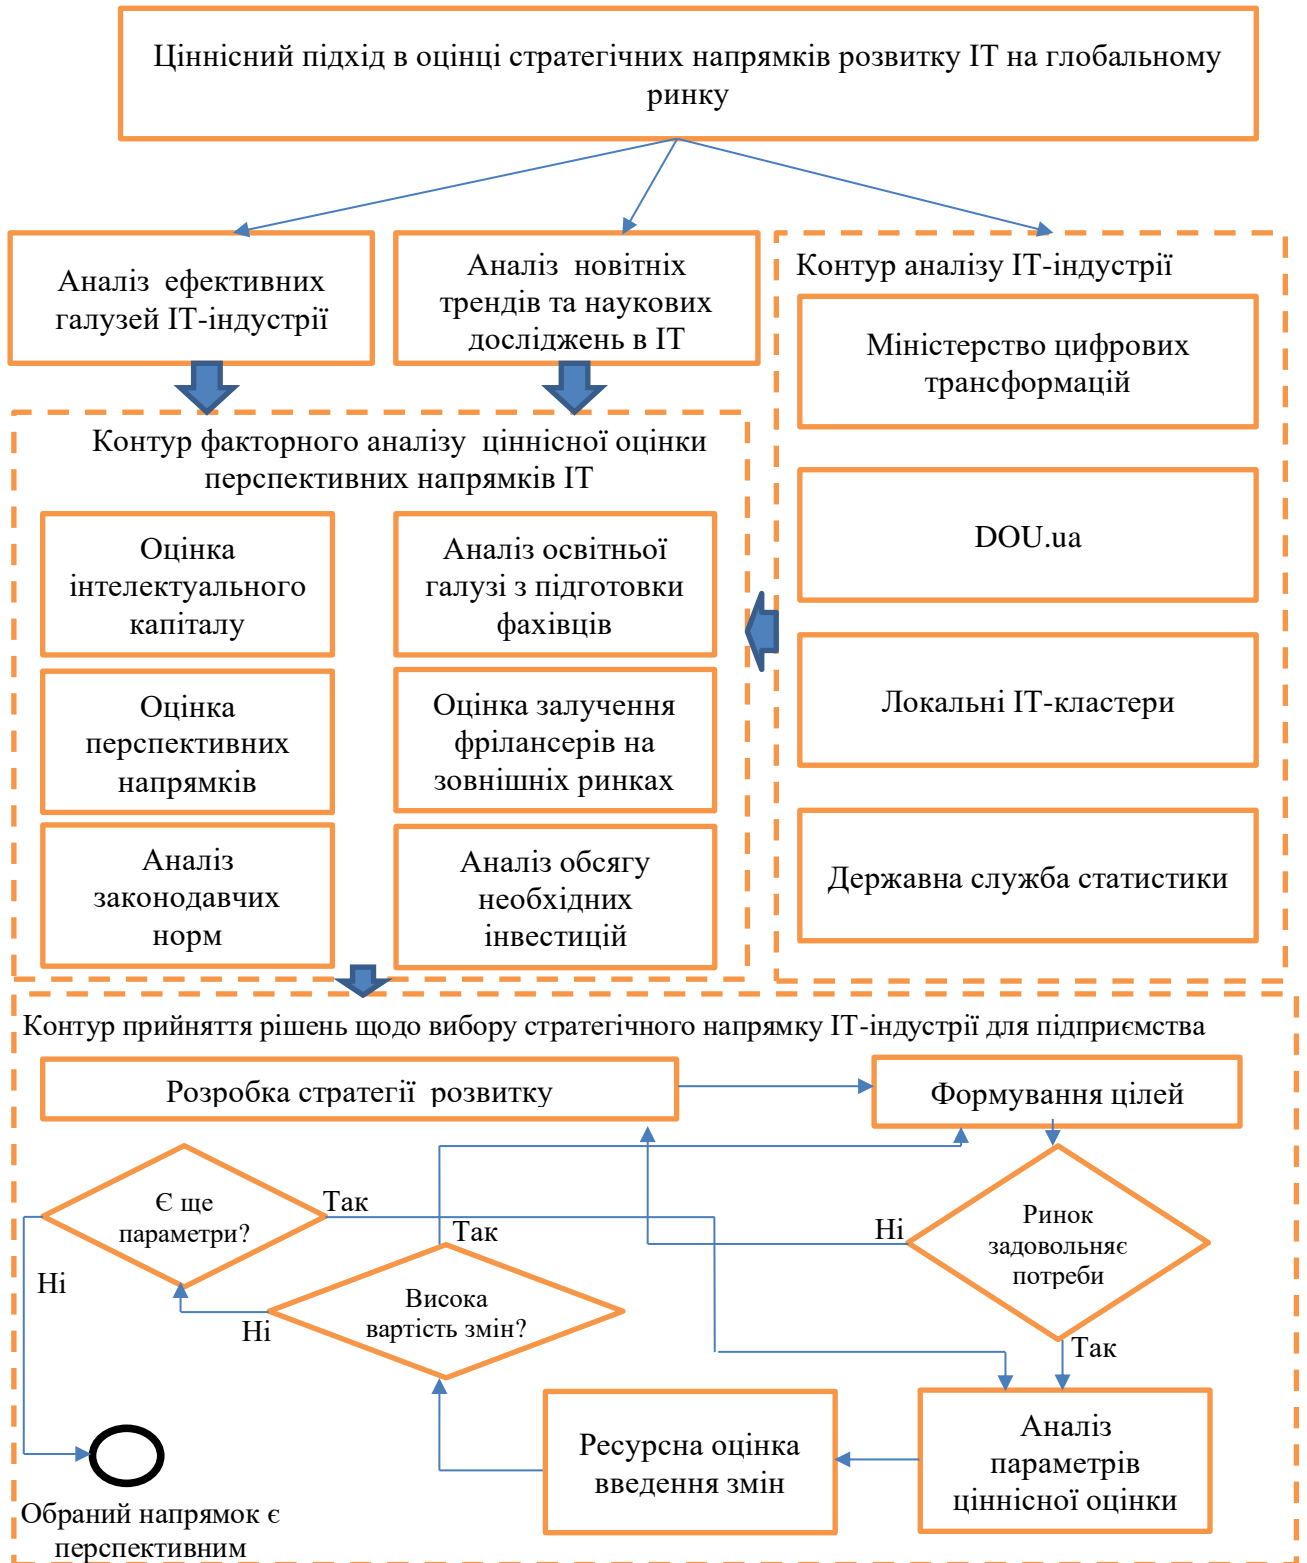 Ціннісний підхід в оцінці стратегічних напрямків розвитку ІТ на глобальному
ринку
Аналіз ефективних
галузей ІТ-індустрії
Аналіз новітніх
трендів та наукових
досліджень в ІТ
Контур аналізу ІТ-індустрії
Міністерство цифрових
трансформацій
DOU.ua
Локальні ІТ-кластери
Державна служба статистики
Контур факторного аналізу ціннісної оцінки
перспективних напрямків ІТ
Оцінка
інтелектуального
капіталу
Аналіз освітньої
галузі з підготовки
фахівців
Оцінка
перспективних
напрямків
Оцінка залучення
фрілансерів на
зовнішніх ринках
Аналіз
законодавчих
норм
Аналіз обсягу
необхідних
інвестицій
Контур прийняття рішень щодо вибору стратегічного напрямку ІТ-індустрії для підприємства
Розробка стратегії розвитку
Формування цілей
Є ще
параметри?
Так
Ні
Так
Висока
вартість змін?
Ні
Ні
Ринок
задовольняє
потреби
Так
Аналіз
параметрів
ціннісної оцінки
Ресурсна оцінка
введення змін
Обраний напрямок є
перспективним